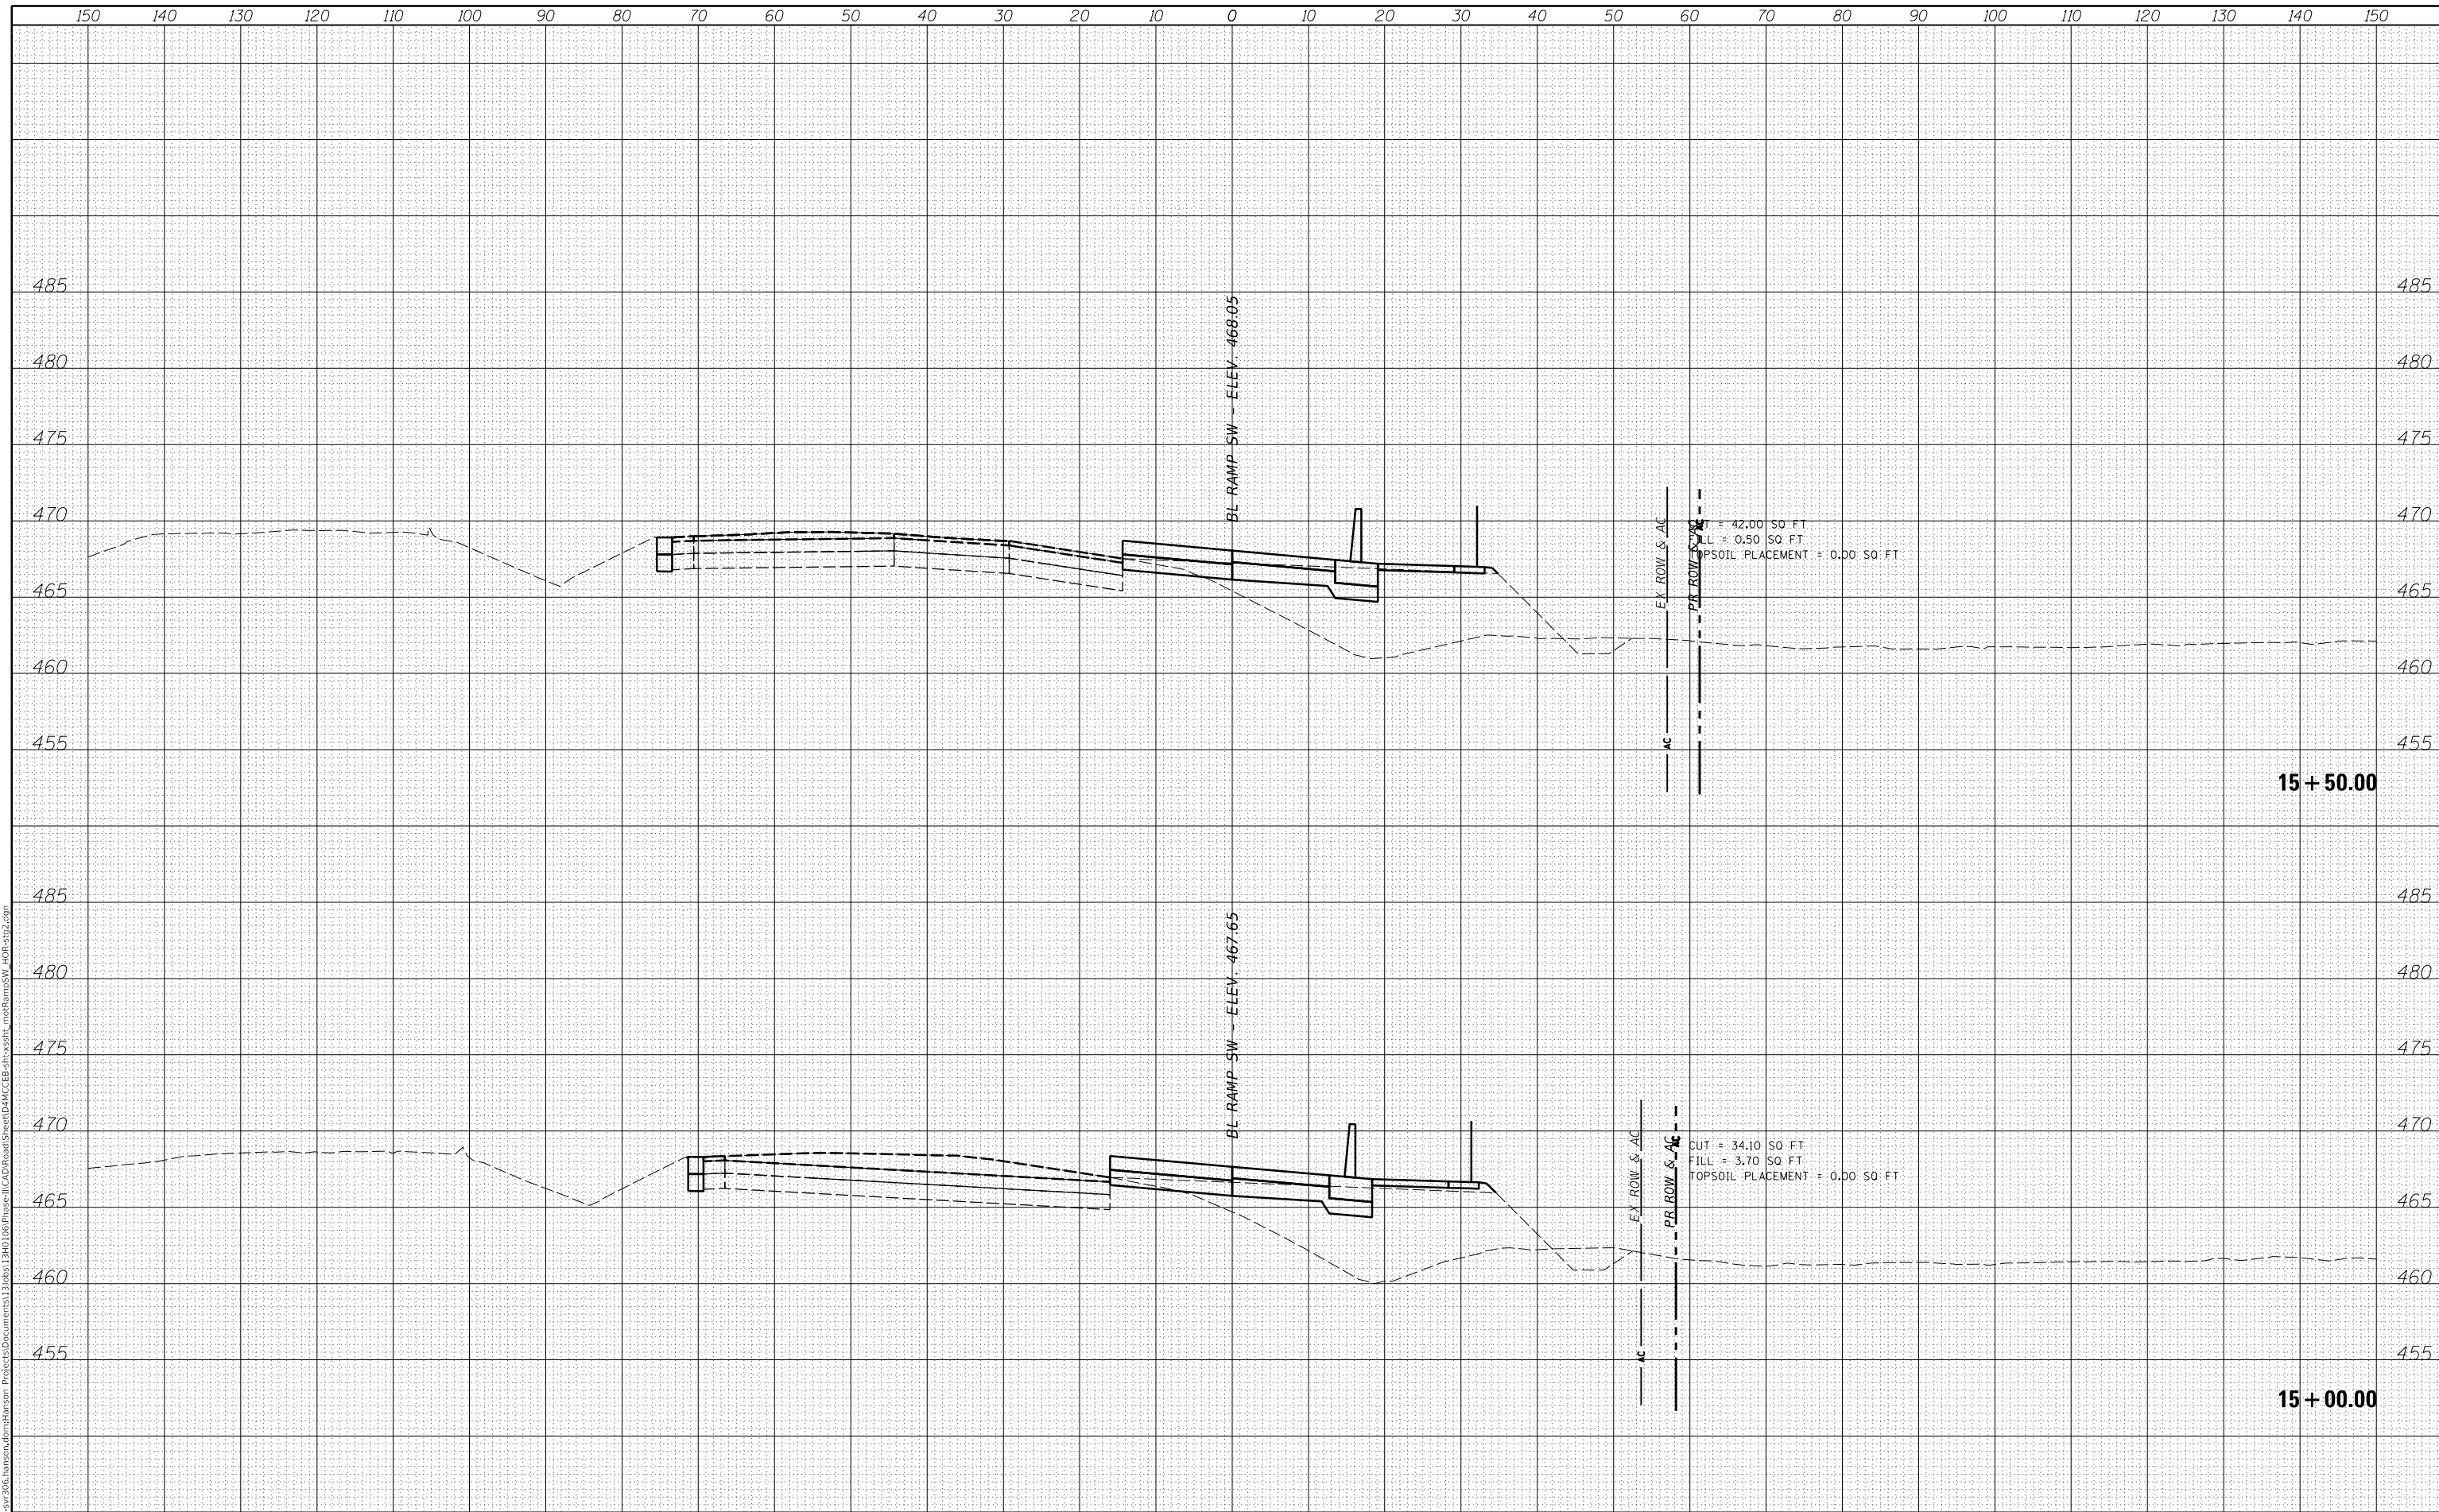 150 140 130 120 110 100 90 80 70 60 50 40 30 20 10 0 10 20 30 40 50 60 70 80 90 100 110 120 130 140 150
485 485
480 480
475 475
470 470
465 465
460 460
455 455
BL RAMP SW - ELEV. 468.05
EX ROW & AC
AC
PR ROW & AC
AC
= 42.00 SQ FT
= 0.50 SQ FT
PLACEMENT = 0.00 SQ FT
15 + 50.00
485 485
480 480
475 475
470 470
465 465
460 460
455 455
BL RAMP SW - ELEV. 467.65
EX ROW & AC
AC
PR ROW & AC
AC
CUT = 34.10 SQ FT
FILL = 3.70 SQ FT
TOPSOIL PLACEMENT = 0.00 SQ FT
15 + 00.00